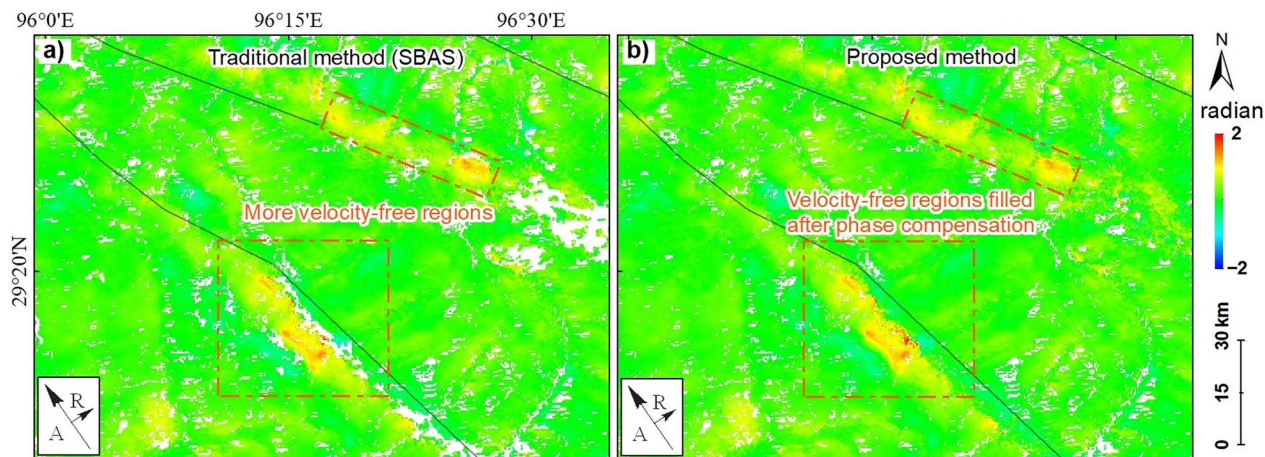 96°0'E 96°15'E 96°30'E
a)
Traditional method (SBAS)
b)
Proposed method
N
radian
2
−2
More velocity-free regions
Velocity-free regions filled
after phase compensation
29°20'N
30 km
15
0
R
A
R
A